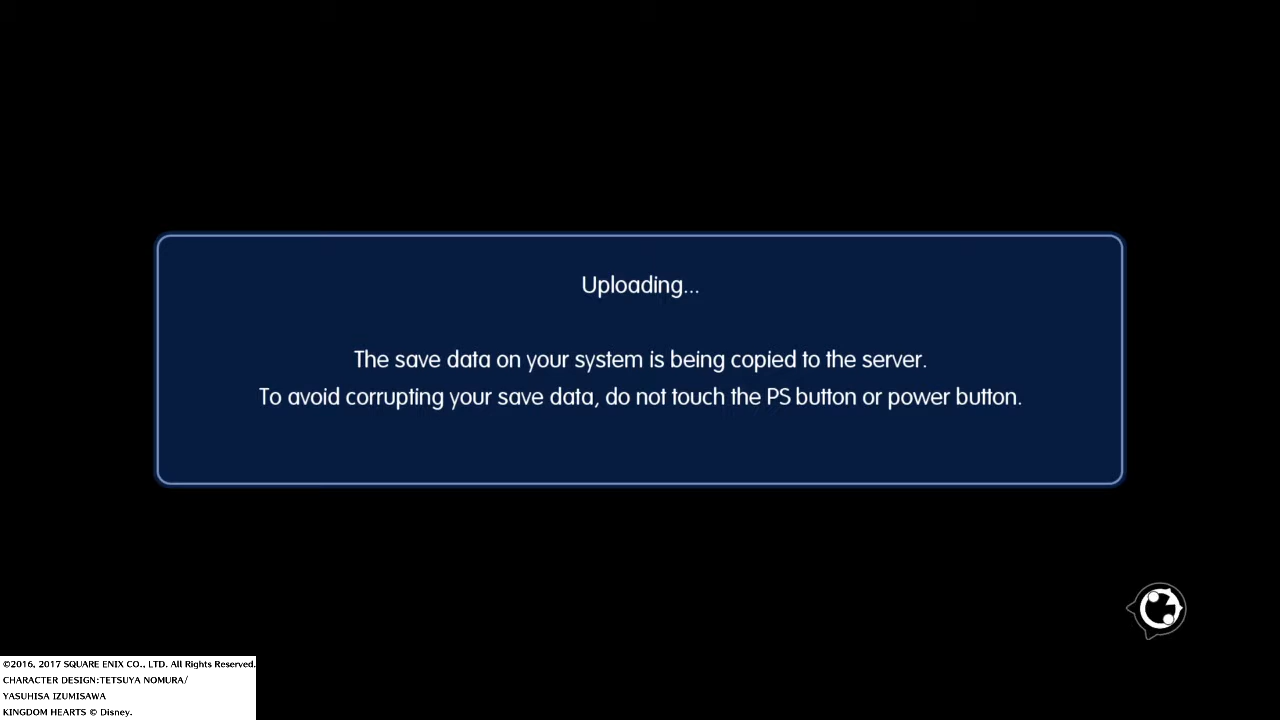 Uploading...
The save data on your system is being copied to the server.
To avoid corrupting your save data, do not touch the PS button or power button.
©2016, 2017 SQUARE ENIX CO., LTD. All Rights Reserved.
CHARACTER DESIGN:TETSUYA NOMURA/
YASUHISA IZUMISAWA
KINGDOM HEARTS © Disney.